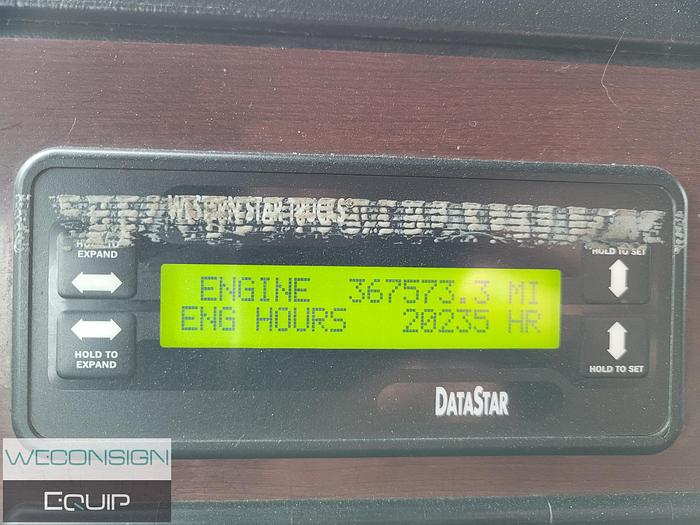 WESTERN STAR TRUCKS
HOLD TO
EXPAND
HOLD TO SET
ENGINE 367573.3 MI
ENG HOURS 20235 HR
HOLD TO
EXPAND
HOLD TO SET
DATASTAR
WECONSIGN
EQUIP